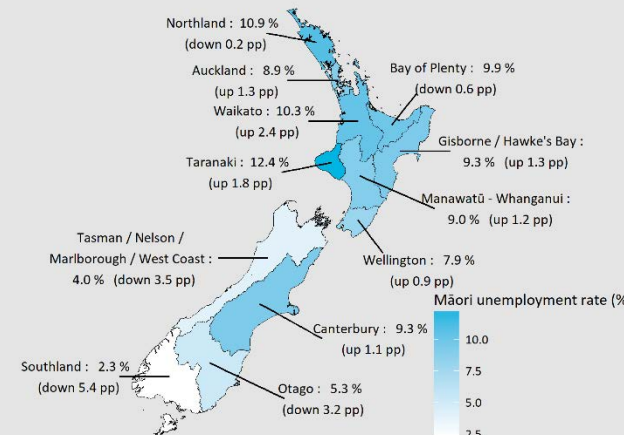 Northland : 10.9 %
(down 0.2 pp)
Auckland : 8.9 %
(up 1.3 pp)
Bay of Plenty : 9.9 %
(down 0.6 pp)
Waikato : 10.3 %
(up 2.4 pp)
Gisborne / Hawke's Bay :
9.3 % (up 1.3 pp)
Taranaki : 12.4 %
(up 1.8 pp)
Manawatū - Whanganui :
9.0 % (up 1.2 pp)
Tasman / Nelson /
Marlborough / West Coast :
4.0 % (down 3.5 pp)
Wellington : 7.9 %
(up 0.9 pp)
Māori unemployment rate (%
10.0
7.5
5.0
2.5
Canterbury : 9.3 %
(up 1.1 pp)
Southland : 2.3 %
(down 5.4 pp)
Otago : 5.3 %
(down 3.2 pp)